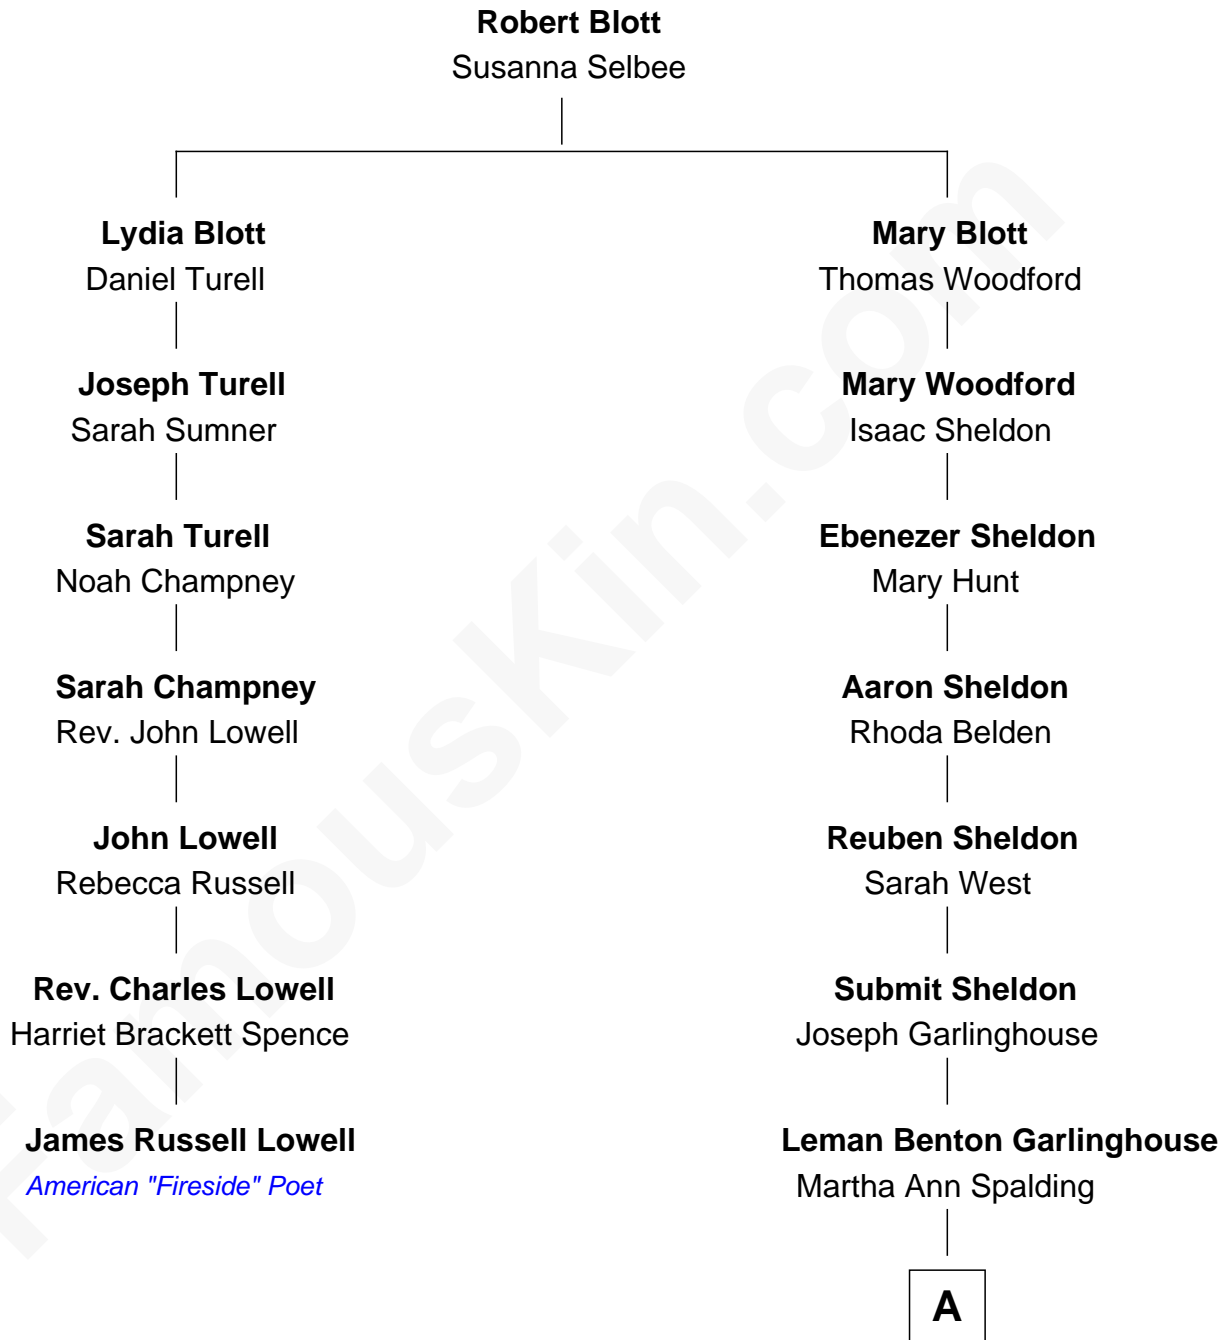 Robert Blott
Susanna Selbee
Lydia Blott
Daniel Turell
Mary Blott
Thomas Woodford
Joseph Turell
Sarah Sumner
Mary Woodford
Isaac Sheldon
Sarah Turell
Noah Champney
Ebenezer Sheldon
Mary Hunt
Sarah Champney
Rev. John Lowell
Aaron Sheldon
Rhoda Belden
John Lowell
Rebecca Russell
Reuben Sheldon
Sarah West
Rev. Charles Lowell
Harriet Brackett Spence
Submit Sheldon
Joseph Garlinghouse
James Russell Lowell
American "Fireside" Poet
Leman Benton Garlinghouse
Martha Ann Spalding
A
FamousKin.com